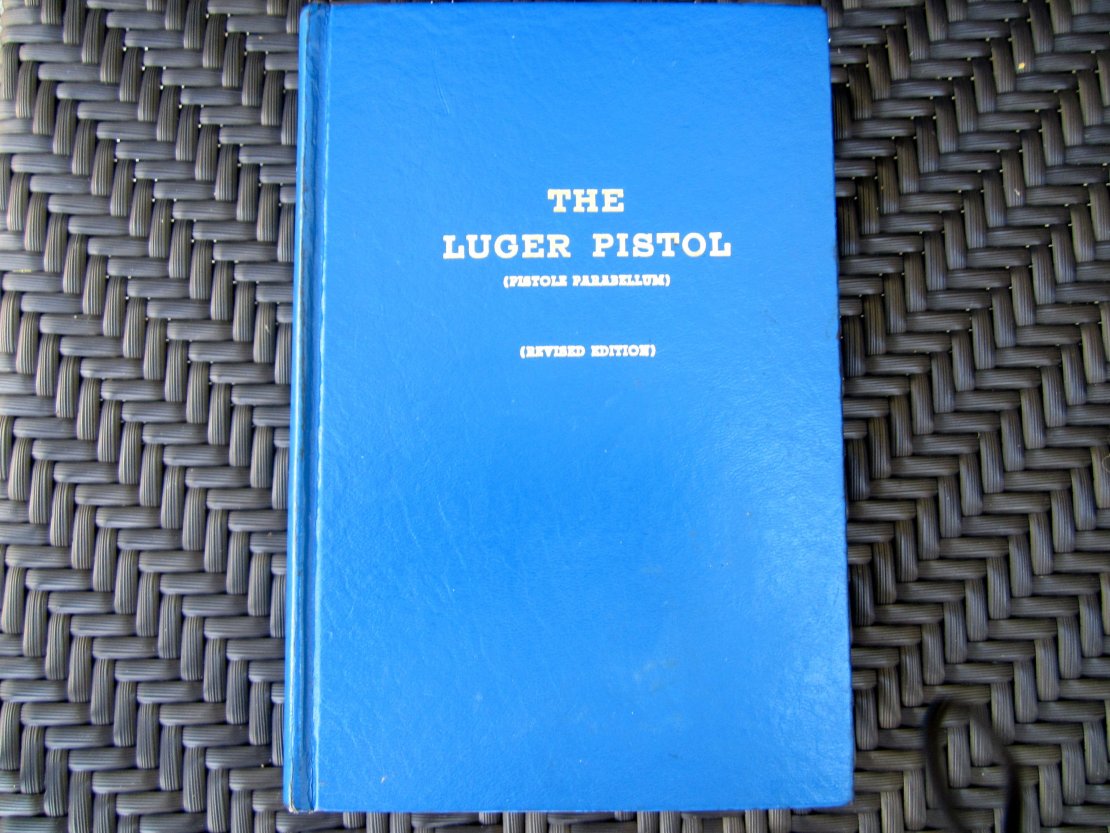 THE
LUGER PISTOL
(PISTOLE PARABELLUM)
(REVISED EDITION)